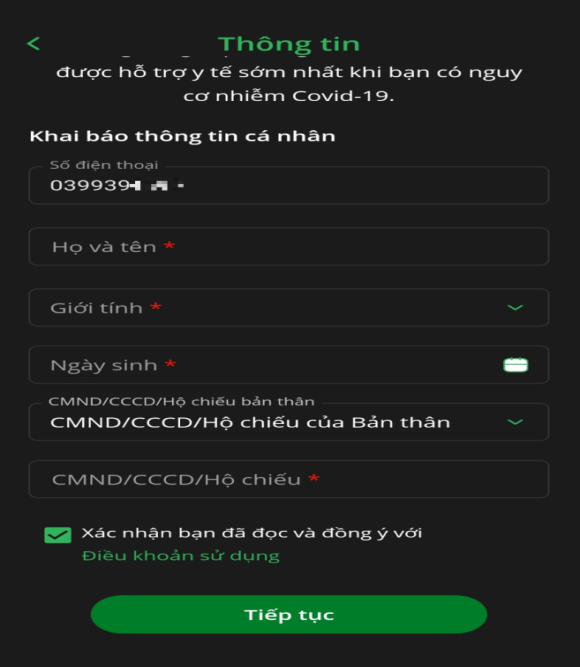 Thông tin
được hỗ trợ y tế sớm nhất khi bạn có nguy
cơ nhiễm Covid-19.
Khai báo thông tin cá nhân
Số điện thoại
039939
Họ và tên *
Giới tính *
Ngày sinh *
CMND/CCCD/Hộ chiếu bản thân
CMND/CCCD/Hộ chiếu của Bản thân
CMND/CCCD/Hộ chiếu *
Xác nhận bạn đã đọc và đồng ý với
Điều khoản sử dụng
Tiếp tục